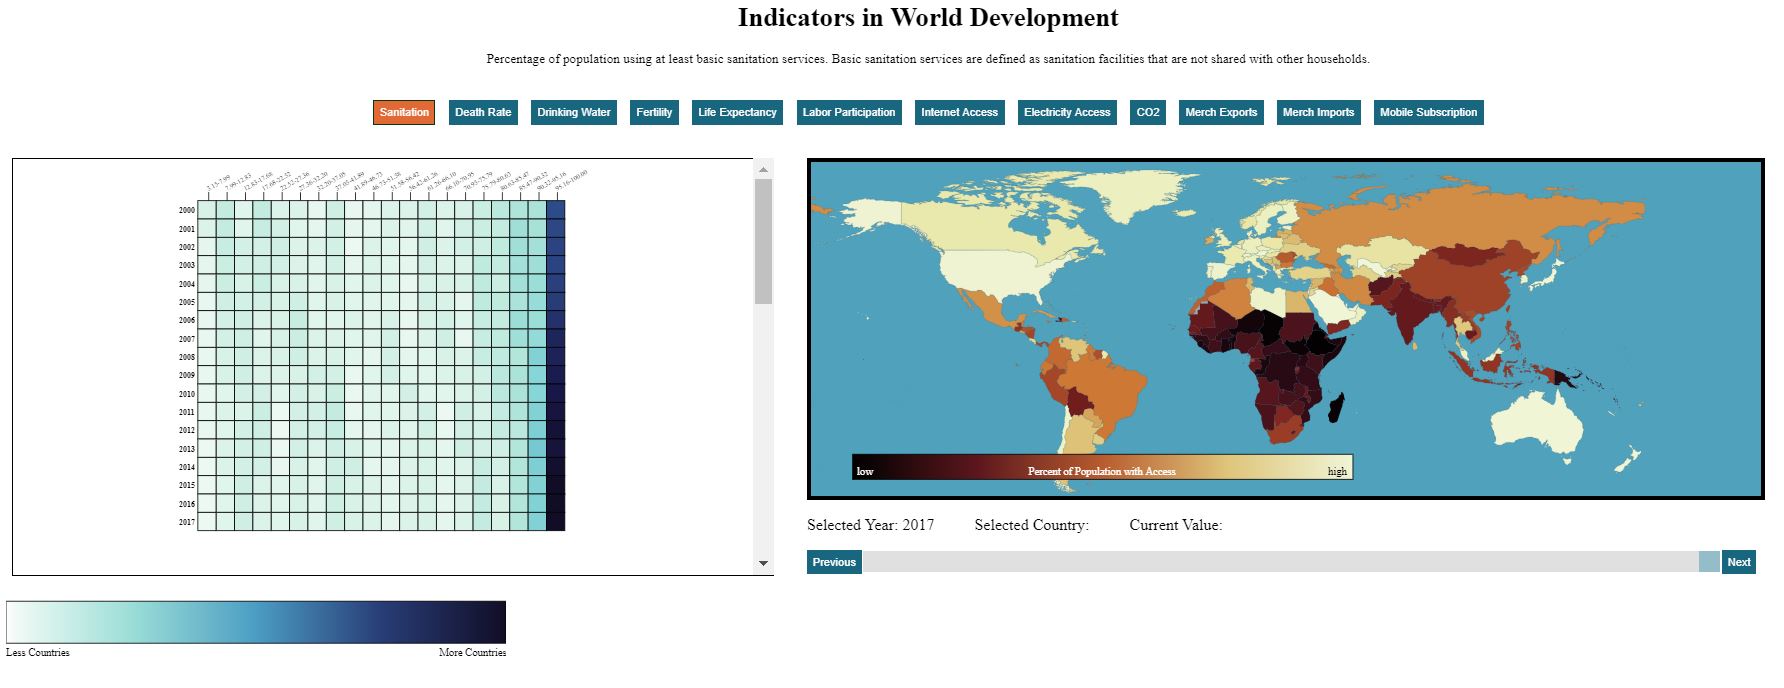 Indicators in World Development
Percentage of population using at least basic sanitation services. Basic sanitation services are defined as sanitation facilities that are not shared with other households.
Sanitation Death Rate Drinking Water Fertility Life Expectancy Labor Participation Internet Access Electricity Access CO2 Merch Exports Merch Imports Mobile Subscription
2000
2001
2002
2003
2004
2005
2006
2007
2008
2009
2010
2011
2012
2013
2014
2015
2016
2017
low Percent of Population with Access high
Selected Year: 2017 Selected Country: Current Value:
Previous Next
Less Countries More Countries